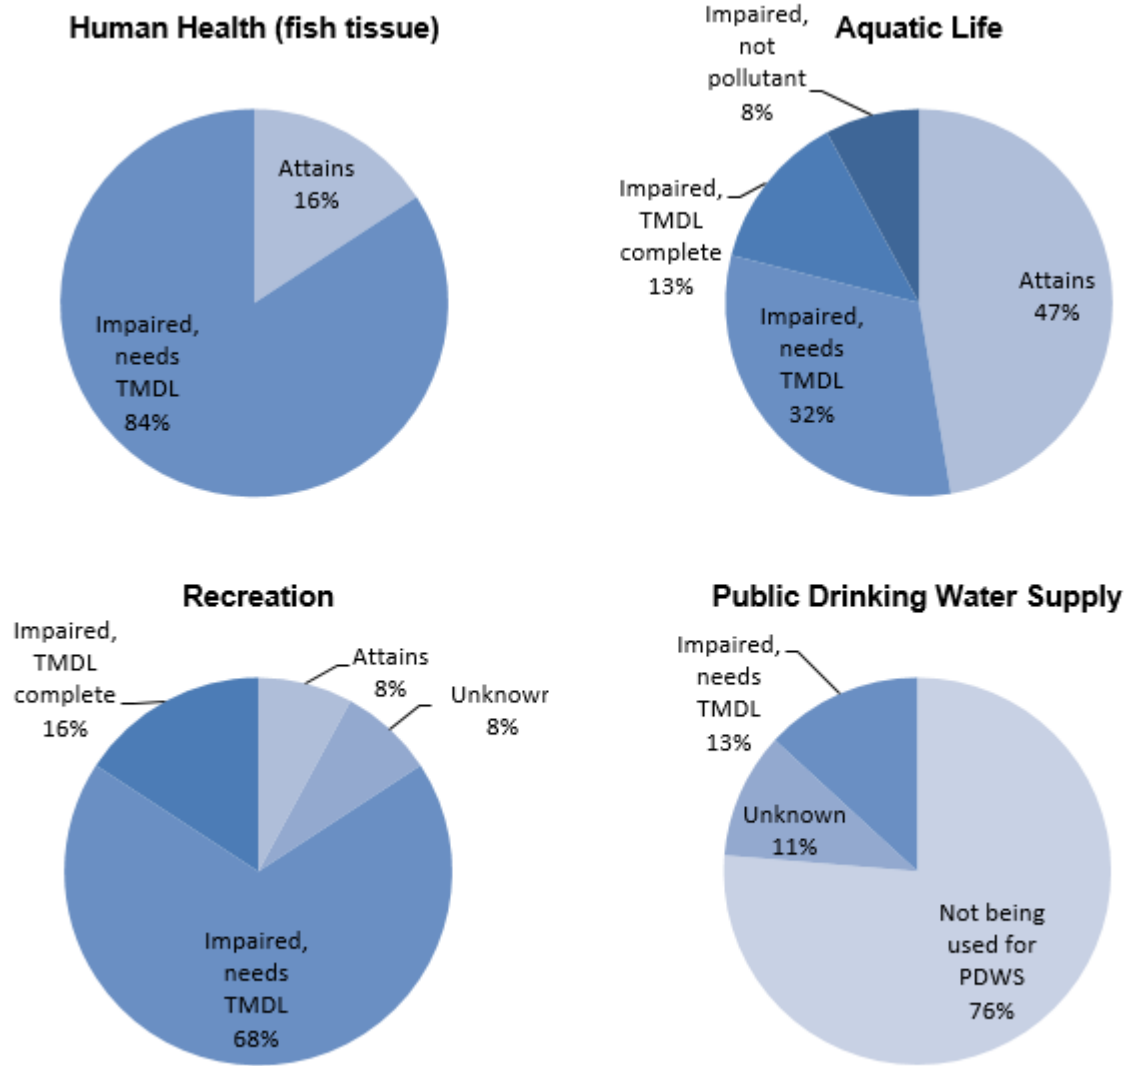 Human Health (fish tissue)
Attains
16%
Impaired,
needs
TMDL
84%
Aquatic Life
Impaired,
not
pollutant
8%
Impaired,
TMDL
complete
13%
Attains
47%
Impaired,
needs
TMDL
32%
Recreation
Impaired,
TMDL
complete
16%
Attains
8%
Unknowr
8%
Impaired,
needs
TMDL
68%
Public Drinking Water Supply
Impaired,
needs
TMDL
13%
Unknown
11%
Not being
used for
PDWS
76%